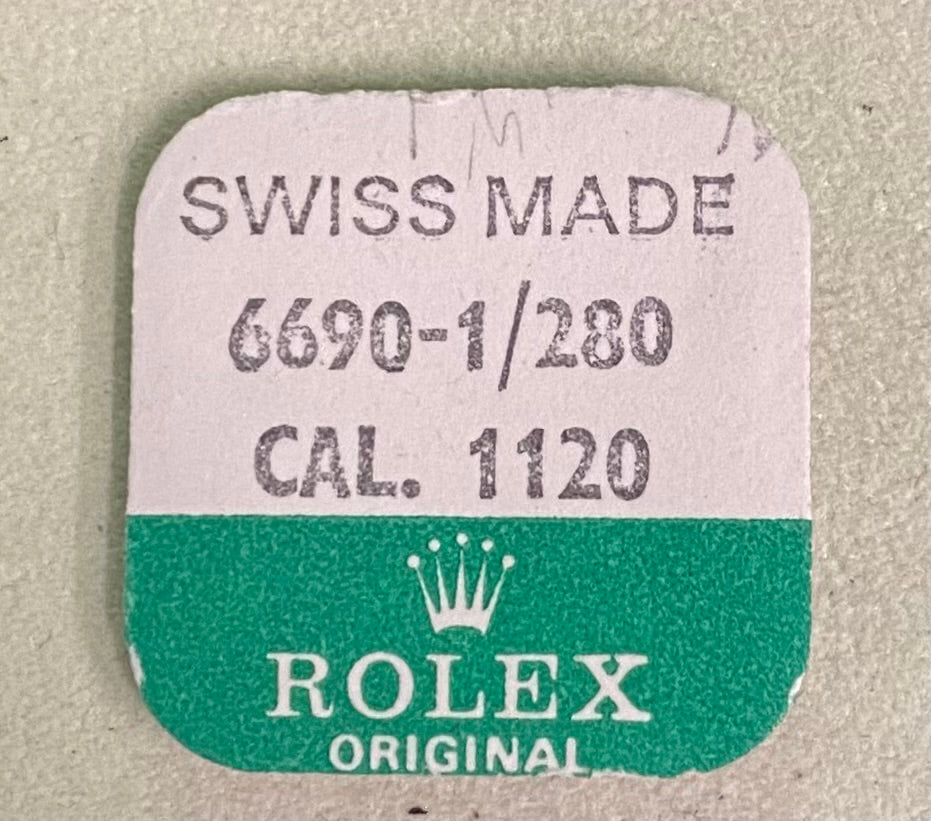 SWISS MADE
6690-1/280
CAL. 1120
ROLEX
ORIGINAL